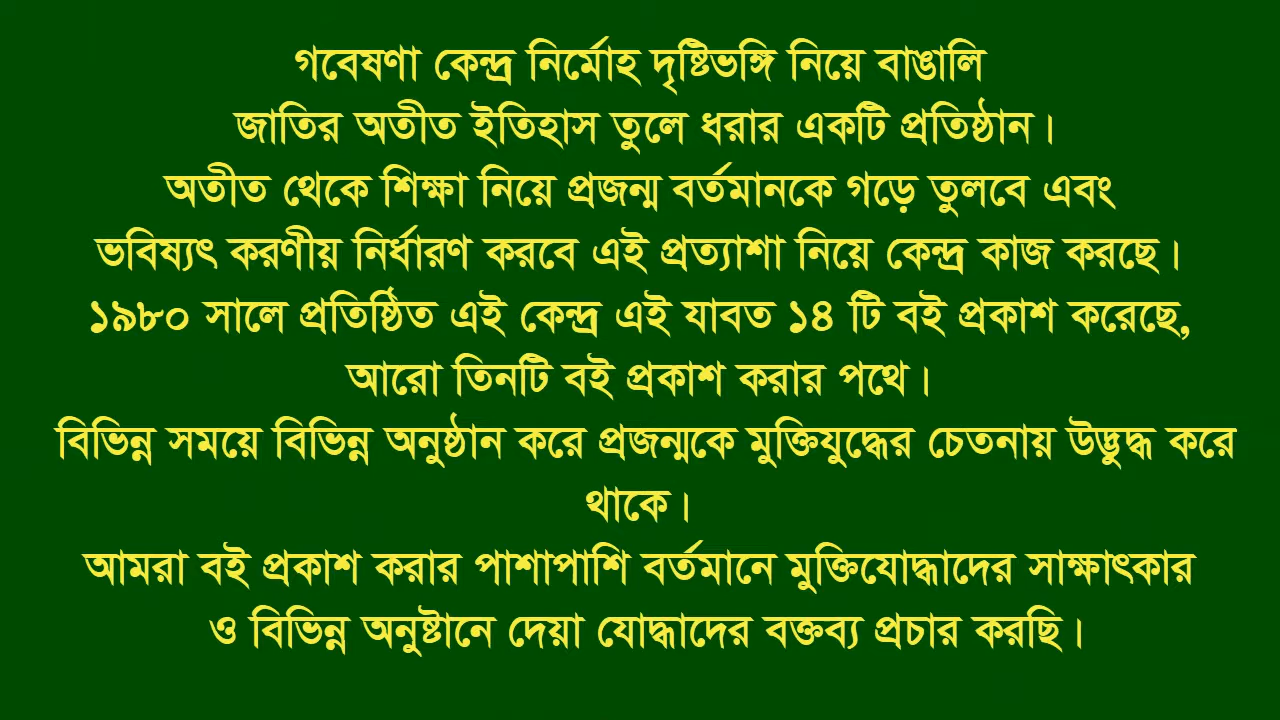 গবেষণা কেন্দ্র নির্মোহ দৃষ্টিভঙ্গি নিয়ে বাঙালি
জাতির অতীত ইতিহাস তুলে ধরার একটি প্রতিষ্ঠান।
অতীত থেকে শিক্ষা নিয়ে প্রজন্ম বর্তমানকে গড়ে তুলবে এবং
ভবিষ্যৎ করণীয় নির্ধারণ করবে এই প্রত্যাশা নিয়ে কেন্দ্র কাজ করছে।
১৯৮০ সালে প্রতিষ্ঠিত এই কেন্দ্র এই যাবত ১৪ টি বই প্রকাশ করেছে,
আরো তিনটি বই প্রকাশ করার পথে।
বিভিন্ন সময়ে বিভিন্ন অনুষ্ঠান করে প্রজন্মকে মুক্তিযুদ্ধের চেতনায় উদ্ভুদ্ধ করে
থাকে।
আমরা বই প্রকাশ করার পাশাপাশি বর্তমানে মুক্তিযোদ্ধাদের সাক্ষাৎকার
ও বিভিন্ন অনুষ্টানে দেয়া যোদ্ধাদের বক্তব্য প্রচার করছি।